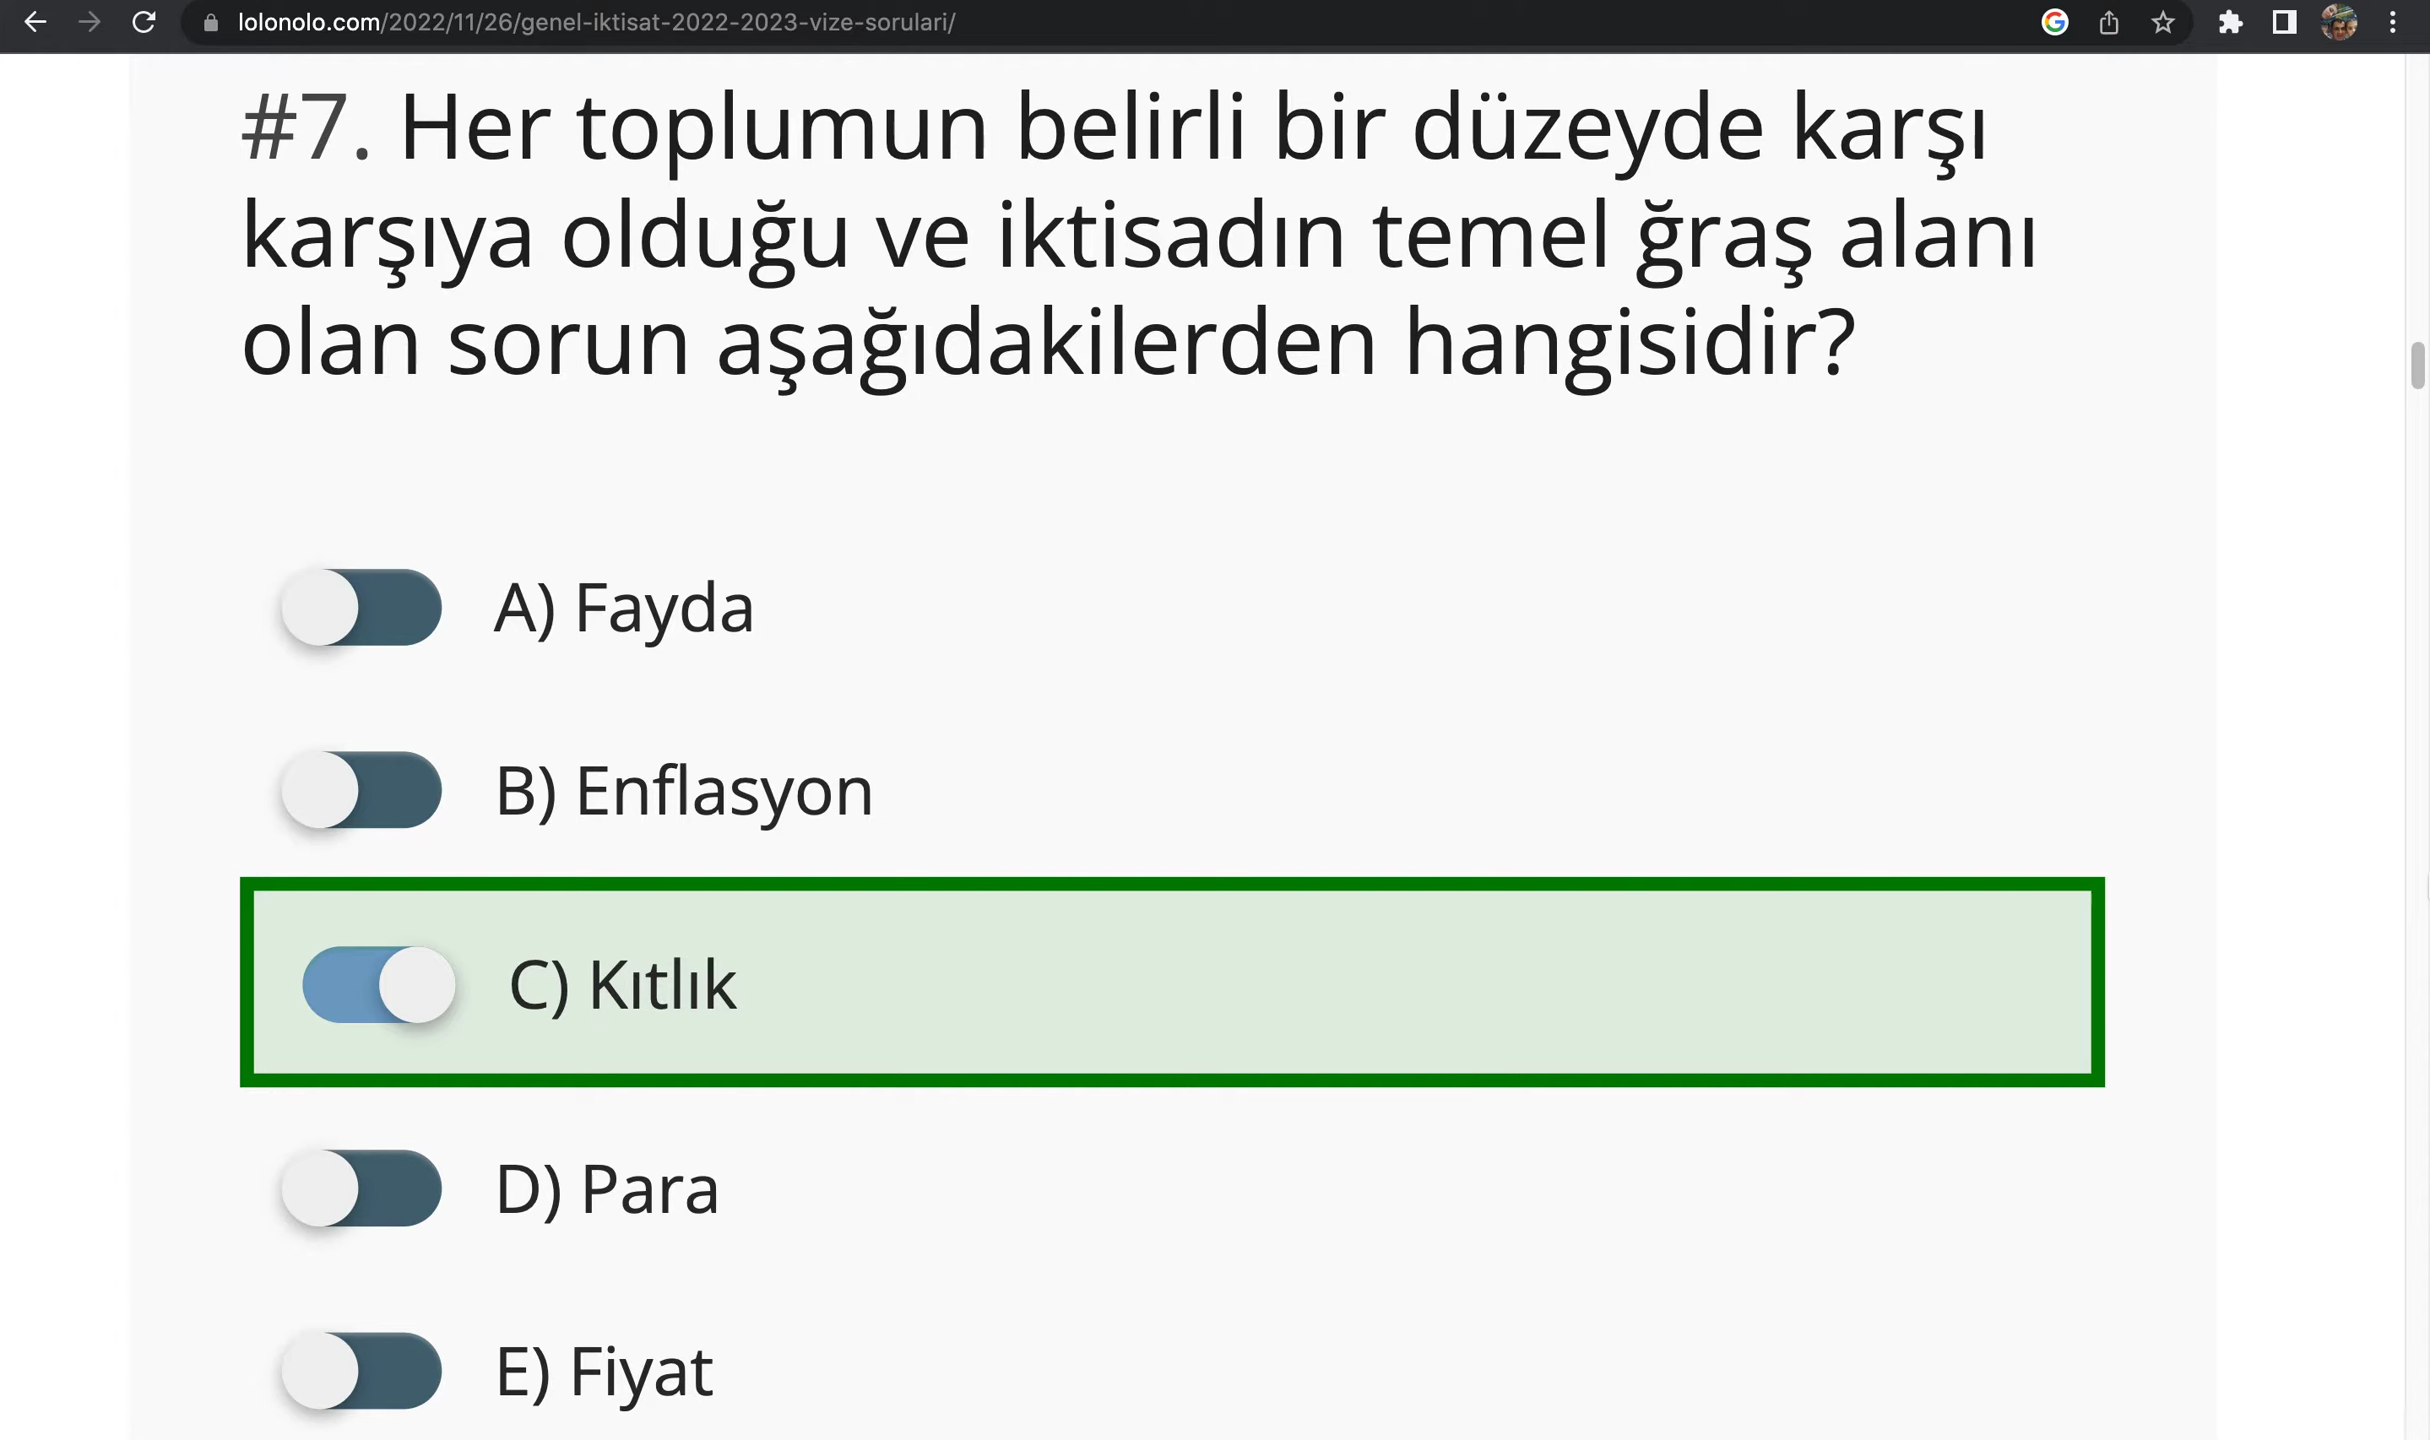 lolonolo.com/2022/11/26/genel-iktisat-2022-2023-vize-sorulari/
#7. Her toplumun belirli bir düzeyde karşı
karşıya olduğu ve iktisadın temel ğraş alanı
olan sorun aşağıdakilerden hangisidir?
A) Fayda
B) Enflasyon
C) Kıtlık
D) Para
E) Fiyat